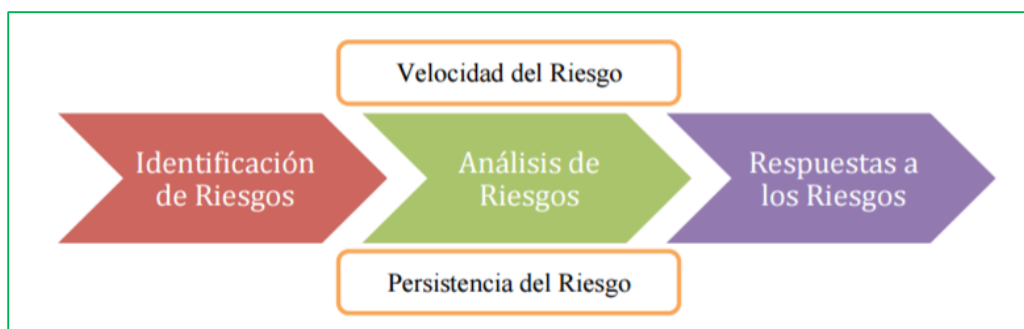 Velocidad del Riesgo
Identificación
de Riesgos
Análisis de
Riesgos
Respuestas a
los Riesgos
Persistencia del Riesgo